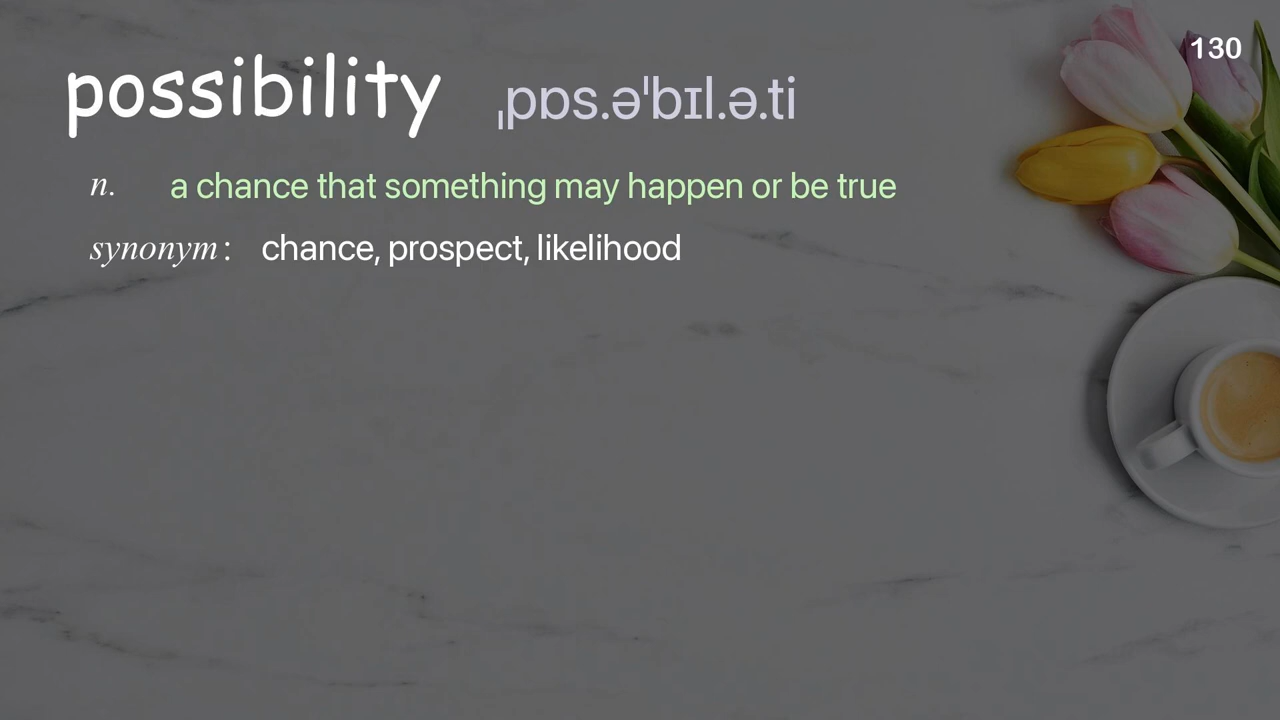 130
possibility ˌpɒs.əˈbɪl.ə.ti
n. a chance that something may happen or be true
synonym: chance, prospect, likelihood